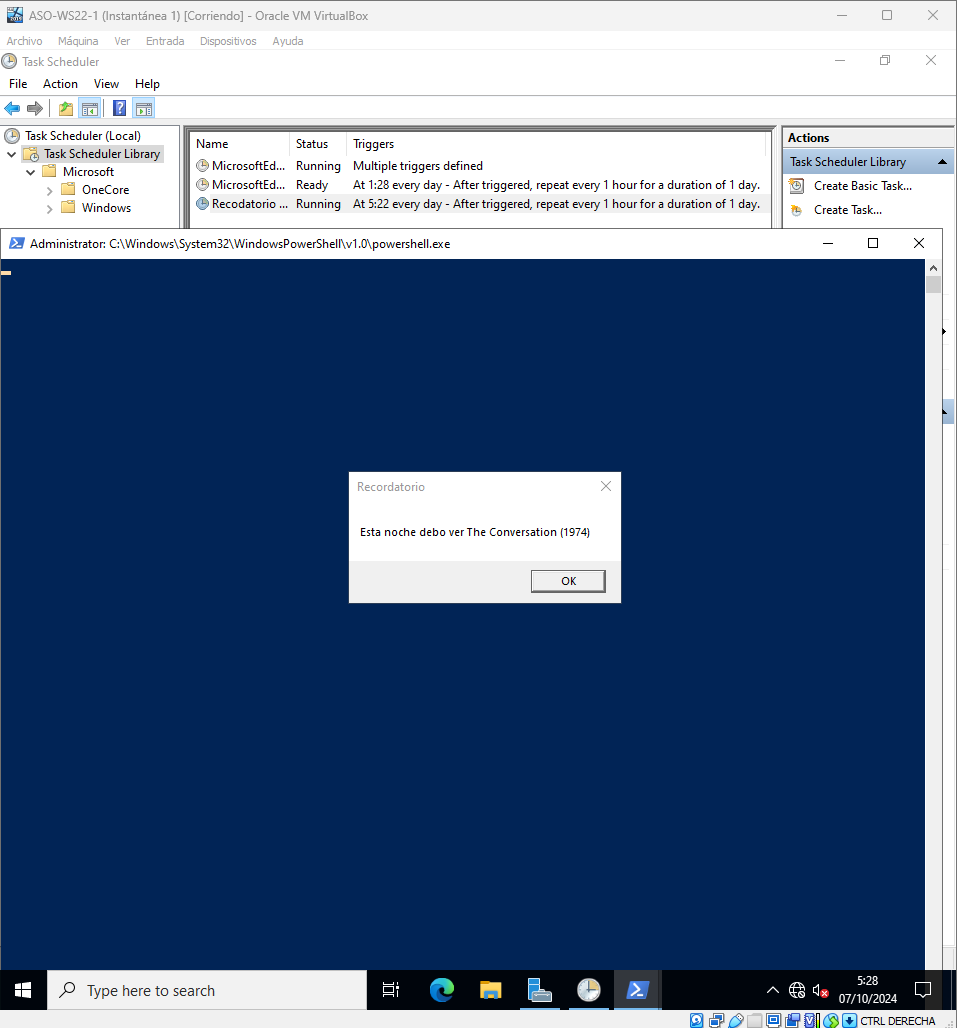 ASO-WS22-1 (Instantánea 1) [Corriendo] - Oracle VM VirtualBox
Archivo Máquina Ver Entrada Dispositivos Ayuda
Task Scheduler
File Action View Help
Task Scheduler (Local)
Task Scheduler Library
Microsoft
OneCore
Windows
Name Status Triggers
MicrosoftEd... Running Multiple triggers defined
MicrosoftEd... Ready At 1:28 every day - After triggered, repeat every 1 hour for a duration of 1 day.
Recodatorio ... Running At 5:22 every day - After triggered, repeat every 1 hour for a duration of 1 day.
Actions
Task Scheduler Library
Create Basic Task...
Create Task...
Administrator: C:\Windows\System32\WindowsPowerShell\v1.0\powershell.exe
Recordatorio
Esta noche debo ver The Conversation (1974)
OK
Type here to search
5:28
07/10/2024
CTRL DERECHA